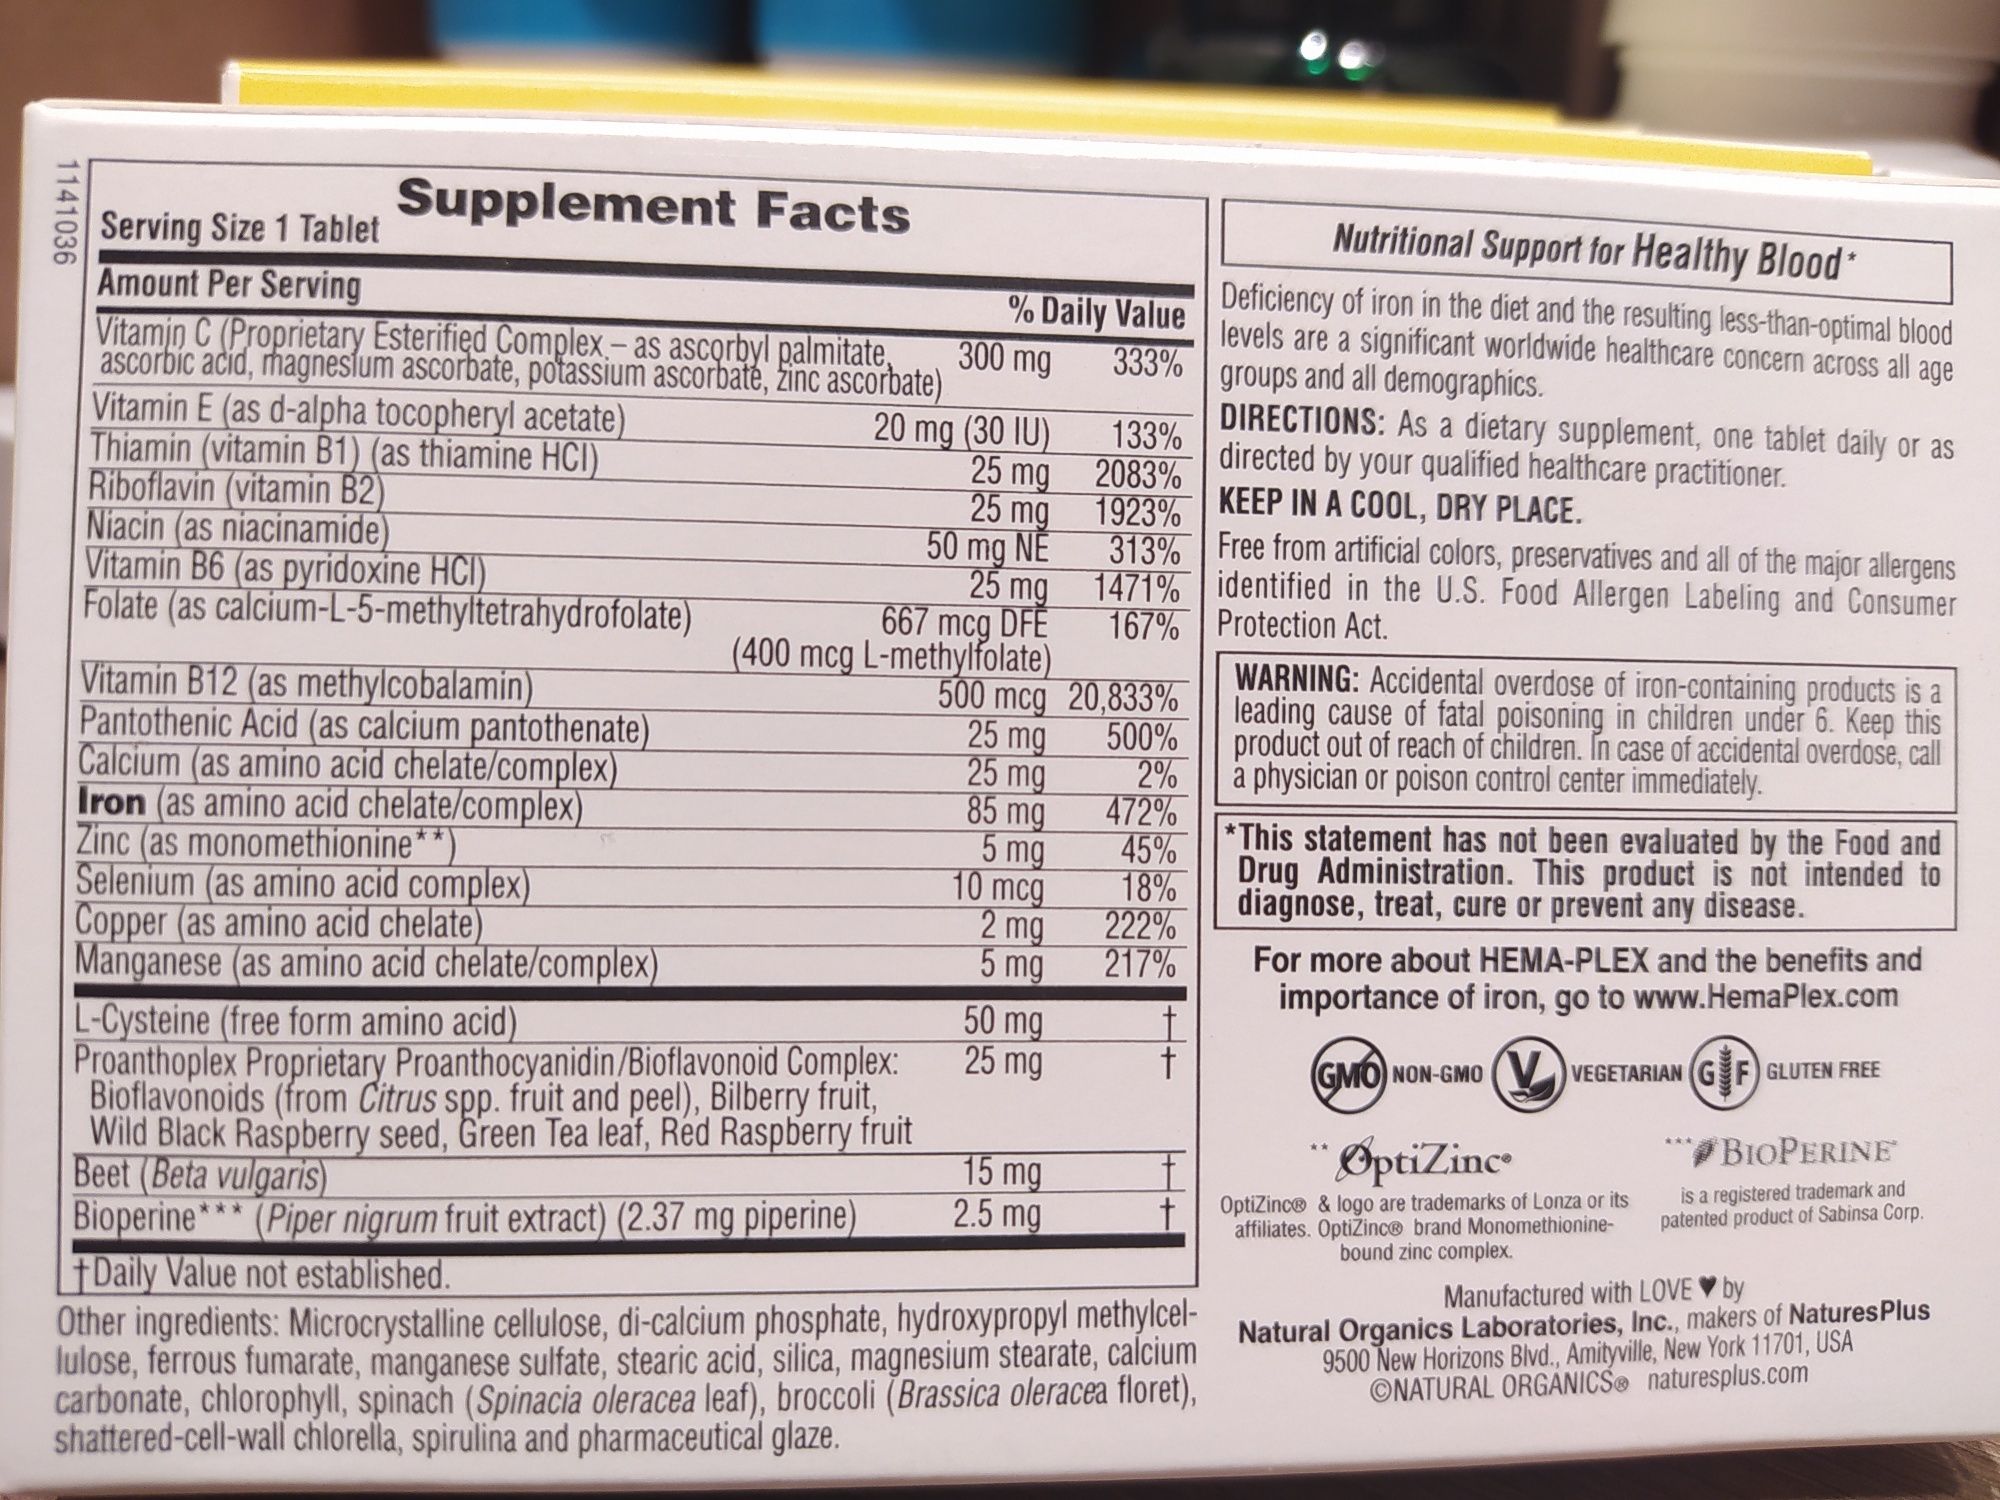 1141036
Supplement Facts
Serving Size 1 Tablet
Amount Per Serving % Daily Value
Vitamin C (Proprietary Esterified Complex – as ascorbyl palmitate, 300 mg 333%
ascorbic acid, magnesium ascorbate, potassium ascorbate, zinc ascorbate)
Vitamin E (as d-alpha tocopheryl acetate) 20 mg (30 IU) 133%
Thiamin (vitamin B1) (as thiamine HCl) 25 mg 2083%
Riboflavin (vitamin B2) 25 mg 1923%
Niacin (as niacinamide) 50 mg NE 313%
Vitamin B6 (as pyridoxine HCl) 25 mg 1471%
Folate (as calcium-L-5-methyltetrahydrofolate) 667 mcg DFE 167%
(400 mcg L-methylfolate)
Vitamin B12 (as methylcobalamin) 500 mcg 20,833%
Pantothenic Acid (as calcium pantothenate) 25 mg 500%
Calcium (as amino acid chelate/complex) 25 mg 2%
Iron (as amino acid chelate/complex) 85 mg 472%
Zinc (as monomethionine**) 5 mg 45%
Selenium (as amino acid complex) 10 mcg 18%
Copper (as amino acid chelate) 2 mg 222%
Manganese (as amino acid chelate/complex) 5 mg 217%
L-Cysteine (free form amino acid) 50 mg †
Proanthoplex Proprietary Proanthocyanidin/Bioflavonoid Complex: 25 mg †
Bioflavonoids (from Citrus spp. fruit and peel), Bilberry fruit,
Wild Black Raspberry seed, Green Tea leaf, Red Raspberry fruit
Beet (Beta vulgaris) 15 mg †
Bioperine*** (Piper nigrum fruit extract) (2.37 mg piperine) 2.5 mg †
†Daily Value not established.
Other ingredients: Microcrystalline cellulose, di-calcium phosphate, hydroxypropyl methylcel-
lulose, ferrous fumarate, manganese sulfate, stearic acid, silica, magnesium stearate, calcium
carbonate, chlorophyll, spinach (Spinacia oleracea leaf), broccoli (Brassica oleracea floret),
shattered-cell-wall chlorella, spirulina and pharmaceutical glaze.
Nutritional Support for Healthy Blood*
Deficiency of iron in the diet and the resulting less-than-optimal blood
levels are a significant worldwide healthcare concern across all age
groups and all demographics.
DIRECTIONS: As a dietary supplement, one tablet daily or as
directed by your qualified healthcare practitioner.
KEEP IN A COOL, DRY PLACE.
Free from artificial colors, preservatives and all of the major allergens
identified in the U.S. Food Allergen Labeling and Consumer
Protection Act.
WARNING: Accidental overdose of iron-containing products is a
leading cause of fatal poisoning in children under 6. Keep this
product out of reach of children. In case of accidental overdose, call
a physician or poison control center immediately.
*This statement has not been evaluated by the Food and
Drug Administration. This product is not intended to
diagnose, treat, cure or prevent any disease.
For more about HEMA-PLEX and the benefits and
importance of iron, go to www.HemaPlex.com
GMO NON-GMO V VEGETARIAN GF GLUTEN FREE
** OptiZinc®
OptiZinc® & logo are trademarks of Lonza or its
affiliates. OptiZinc® brand Monomethionine-
bound zinc complex.
*** BIOPERINE®
is a registered trademark and
patented product of Sabinsa Corp.
Manufactured with LOVE ♥ by
Natural Organics Laboratories, Inc., makers of NaturesPlus
9500 New Horizons Blvd., Amityville, New York 11701, USA
©NATURAL ORGANICS® naturesplus.com